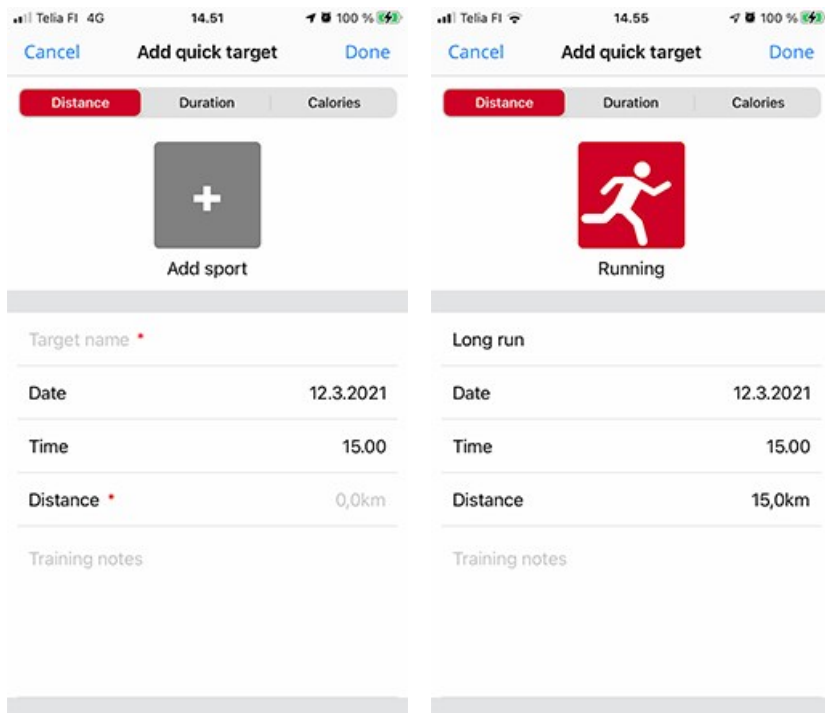 Telia FI 4G 14.51 100 %
Cancel Add quick target Done
Distance Duration Calories
+
Add sport
Target name *
Date 12.3.2021
Time 15.00
Distance * 0,0km
Training notes
Telia FI 14.55 100 %
Cancel Add quick target Done
Distance Duration Calories
Running
Long run
Date 12.3.2021
Time 15.00
Distance 15,0km
Training notes